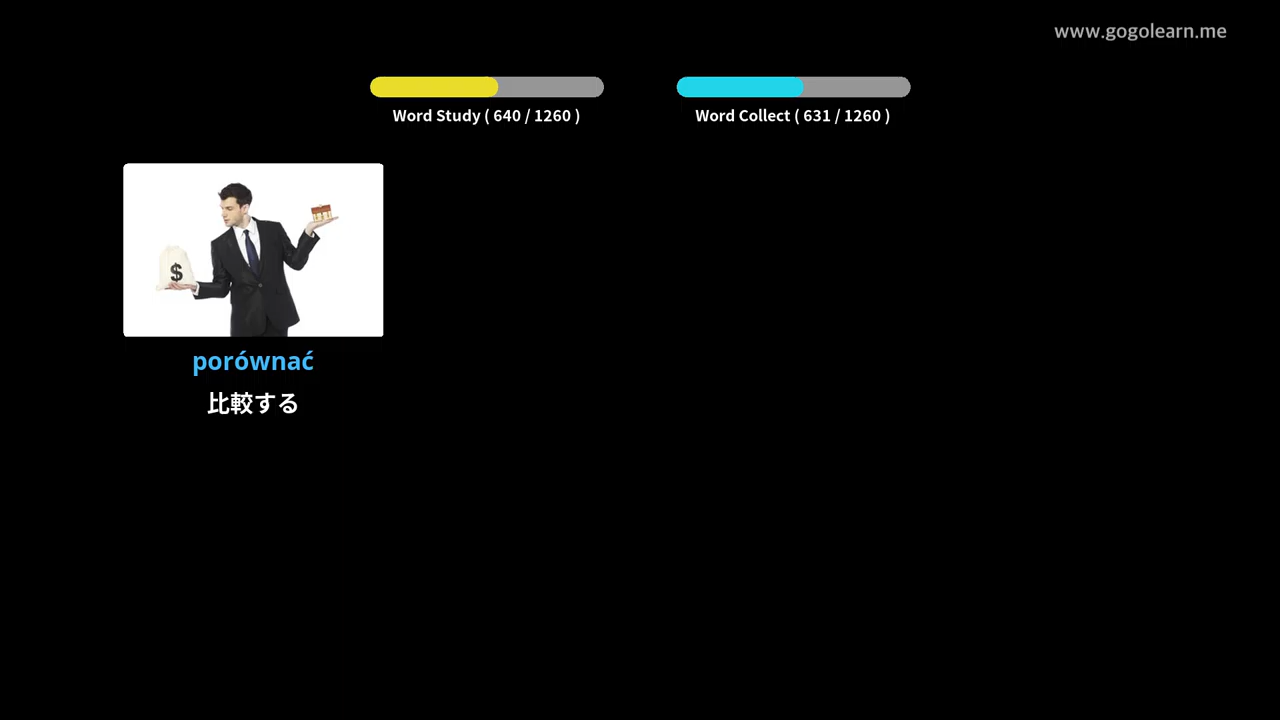 www.gogolearn.me
Word Study ( 640 / 1260 )
Word Collect ( 631 / 1260 )
$
porównać
比較する